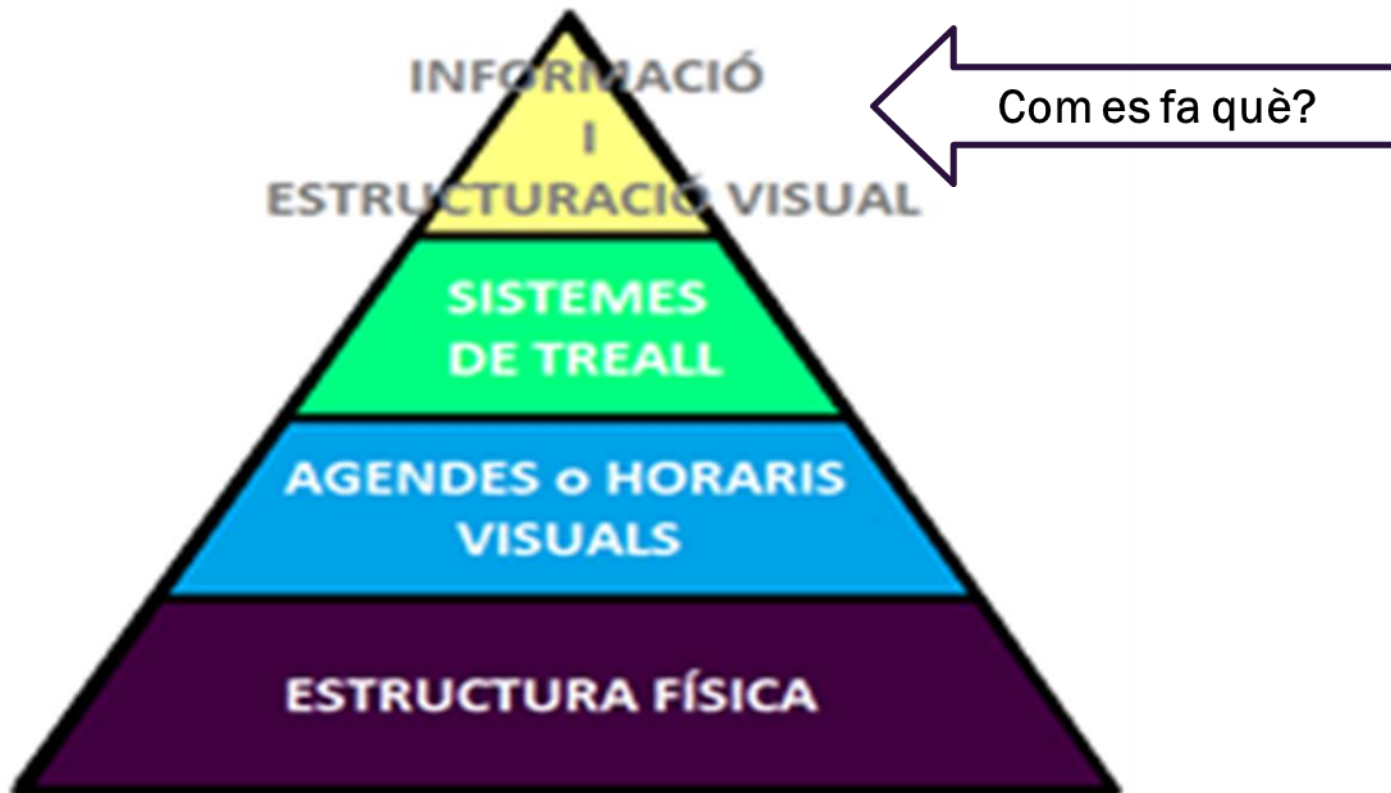 INFORMACIÓ
I
ESTRUCTURACIÓ VISUAL
Com es fa què?
SISTEMES
DE TREALL
AGENDES o HORARIS
VISUALS
ESTRUCTURA FÍSICA